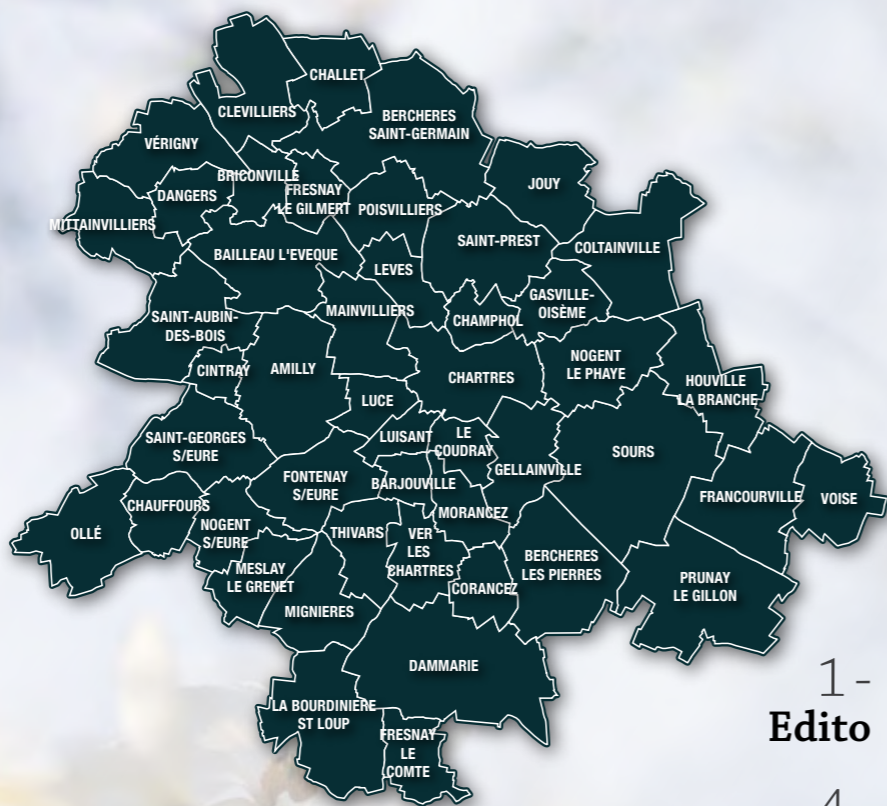 CHALLET
CLEVILLIERS
BERCHERES
SAINT-GERMAIN
VÉRIGNY
BRICONVILLE
DANGERS
FRESNAY
LE GILMERT
JOUY
MITTAINVILLIERS
POISVILLIERS
SAINT-PREST
COLTAINVILLE
BAILLEAU L'EVEQUE
LEVES
GASVILLE-
OISÈME
SAINT-AUBIN-
DES-BOIS
MAINVILLIERS
CHAMPHOL
CINTRAY
AMILLY
CHARTRES
NOGENT
LE PHAYE
HOUVILLE
LA BRANCHE
LUCE
SAINT-GEORGES
S/EURE
LUISANT
LE
COUDRAY
GELLAINVILLE
SOURS
FONTENAY
S/EURE
BARJOUVILLE
FRANCOURVILLE
VOISE
OLLÉ
CHAUFFOURS
NOGENT
S/EURE
THIVARS
VER
LES
CHARTRES
MORANCEZ
BERCHERES
LES PIERRES
MESLAY
LE GRENET
CORANCEZ
PRUNAY
LE GILLON
MIGNIERES
DAMMARIE
LA BOURDINIERE
ST LOUP
FRESNAY
LE
COMTE
1 -
Edito